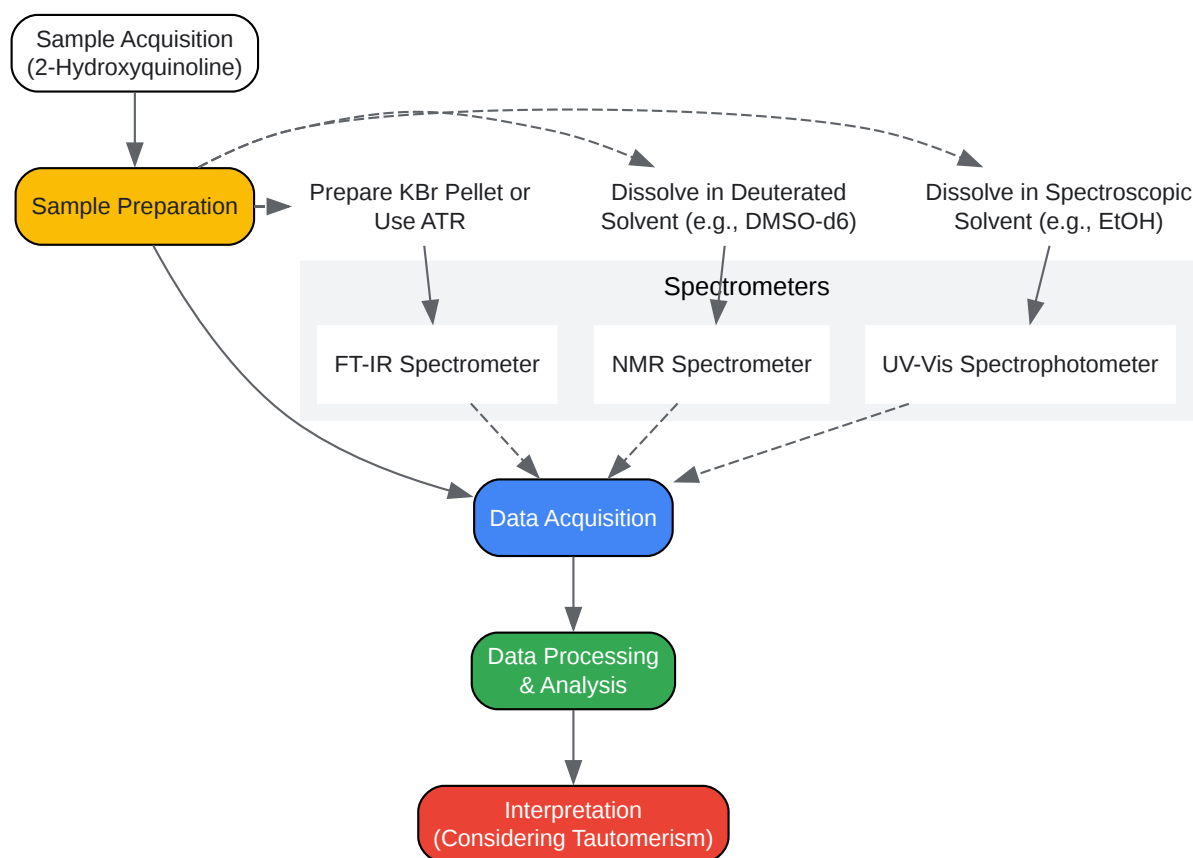 Sample Acquisition
(2-Hydroxyquinoline)
Sample Preparation
Prepare KBr Pellet or
Use ATR
Dissolve in Deuterated
Solvent (e.g., DMSO-d6)
Dissolve in Spectroscopic
Solvent (e.g., EtOH)
Spectrometers
FT-IR Spectrometer
NMR Spectrometer
UV-Vis Spectrophotometer
Data Acquisition
Data Processing
& Analysis
Interpretation
(Considering Tautomerism)